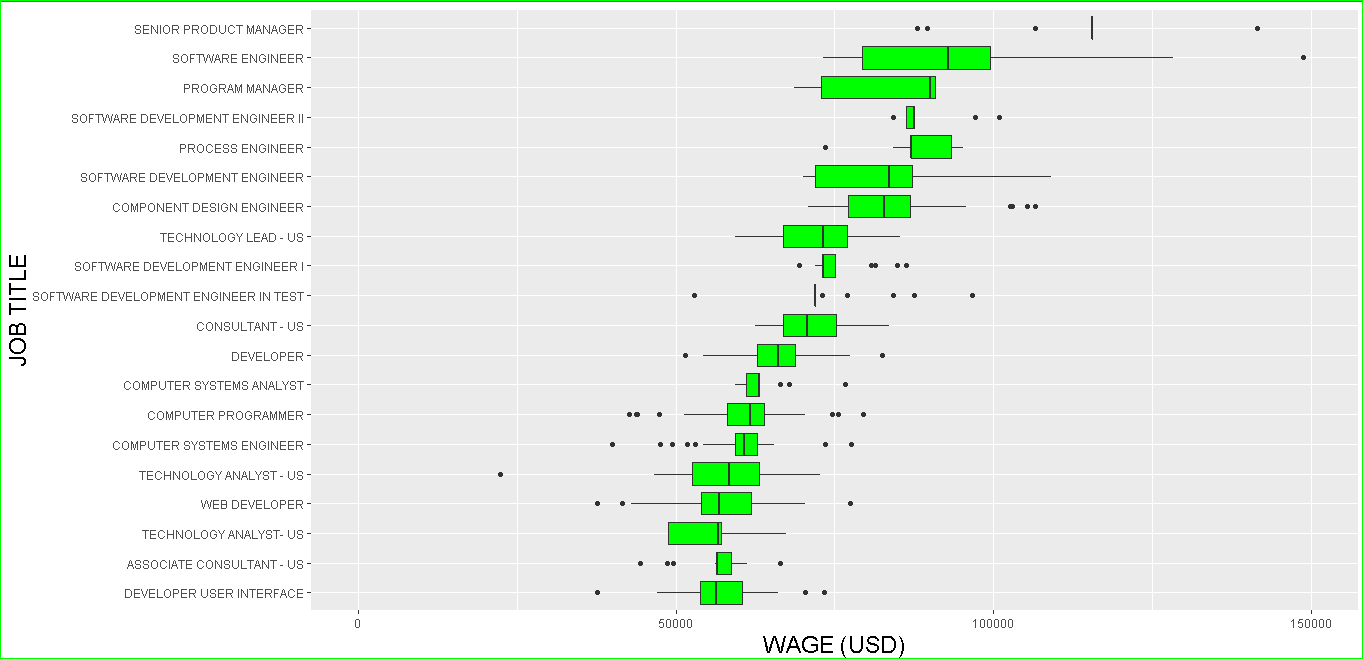 SENIOR PRODUCT MANAGER
SOFTWARE ENGINEER
PROGRAM MANAGER
SOFTWARE DEVELOPMENT ENGINEER II
PROCESS ENGINEER
SOFTWARE DEVELOPMENT ENGINEER
COMPONENT DESIGN ENGINEER
TECHNOLOGY LEAD - US
SOFTWARE DEVELOPMENT ENGINEER I
SOFTWARE DEVELOPMENT ENGINEER IN TEST
CONSULTANT - US
DEVELOPER
COMPUTER SYSTEMS ANALYST
COMPUTER PROGRAMMER
COMPUTER SYSTEMS ENGINEER
TECHNOLOGY ANALYST - US
WEB DEVELOPER
TECHNOLOGY ANALYST- US
ASSOCIATE CONSULTANT - US
DEVELOPER USER INTERFACE
JOB TITLE
0 50000 100000 150000
WAGE (USD)